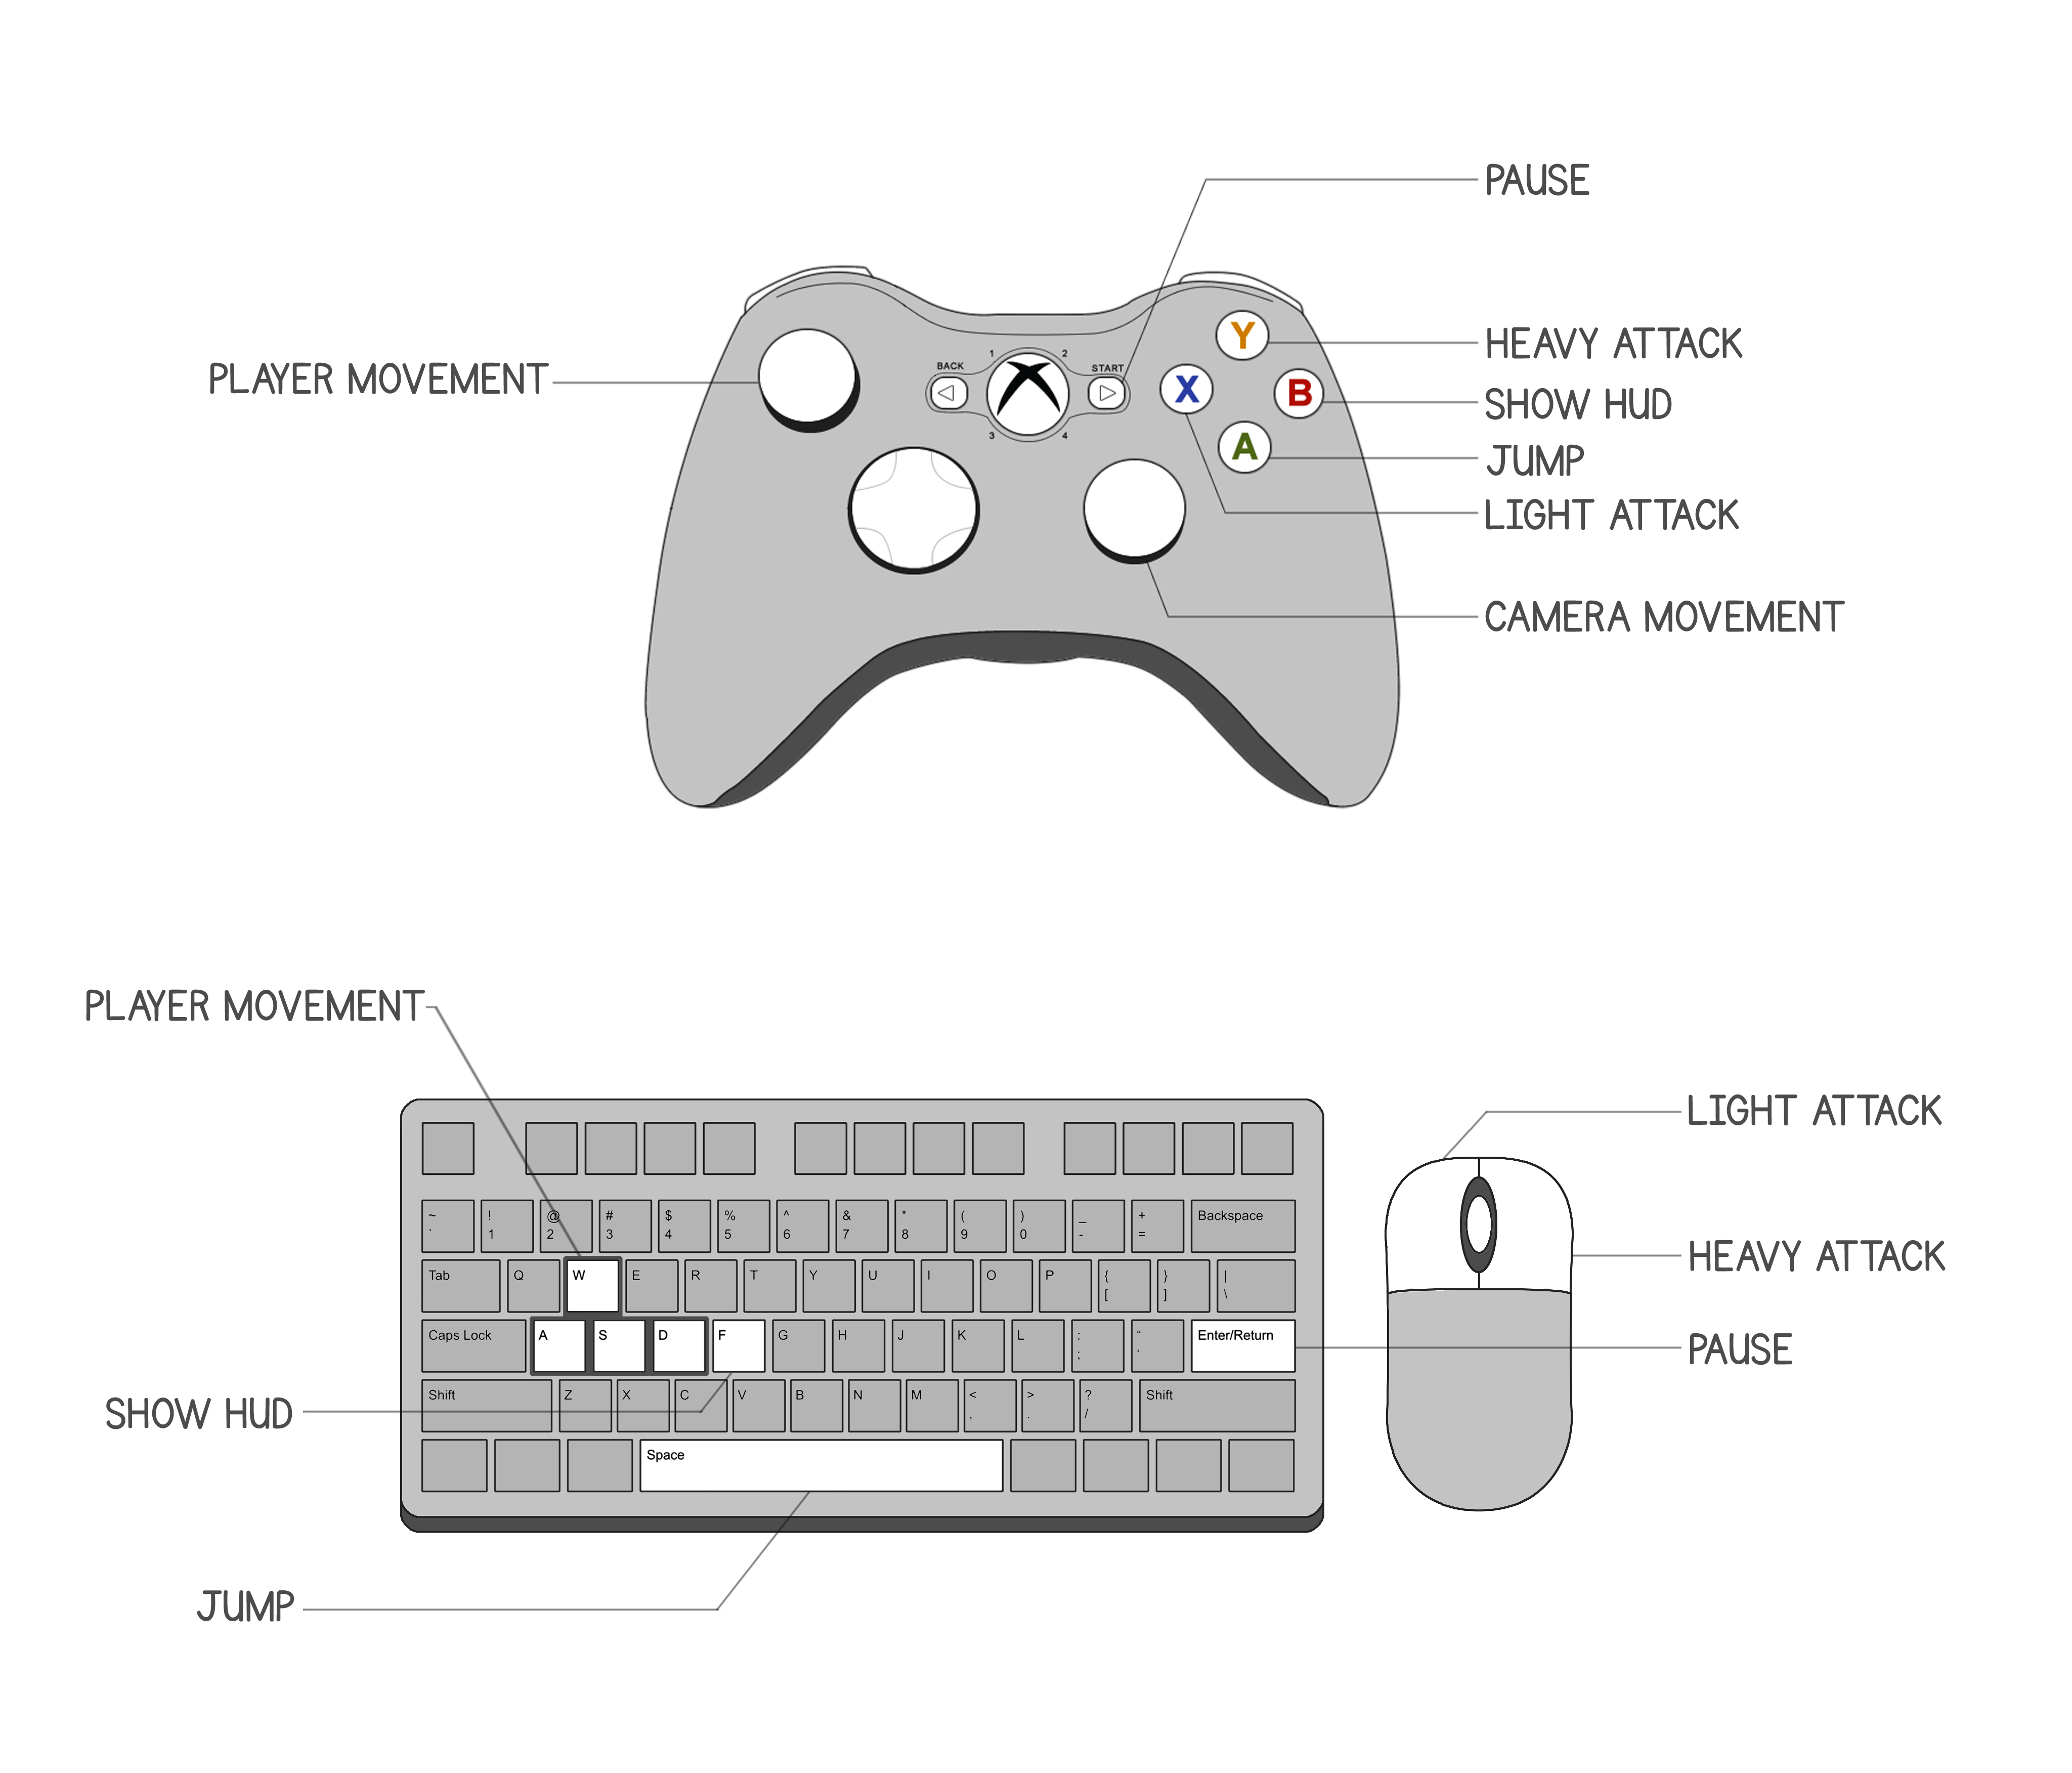 PAUSE
HEAVY ATTACK
PLAYER MOVEMENT
1
2
BACK
START
Y
X
B
SHOW HUD
3
4
A
JUMP
LIGHT ATTACK
CAMERA MOVEMENT
PLAYER MOVEMENT
LIGHT ATTACK
~ ! @ # $ % ^ & * ( ) _ + Backspace
` 1 2 3 4 5 6 7 8 9 0 - =
HEAVY ATTACK
Tab Q W E R T Y U I O P { } |
[ ] \
Caps Lock A S D F G H J K L : “ Enter/Return
; '
PAUSE
Shift Z X C V B N M < > ? Shift
, . /
SHOW HUD
Space
JUMP